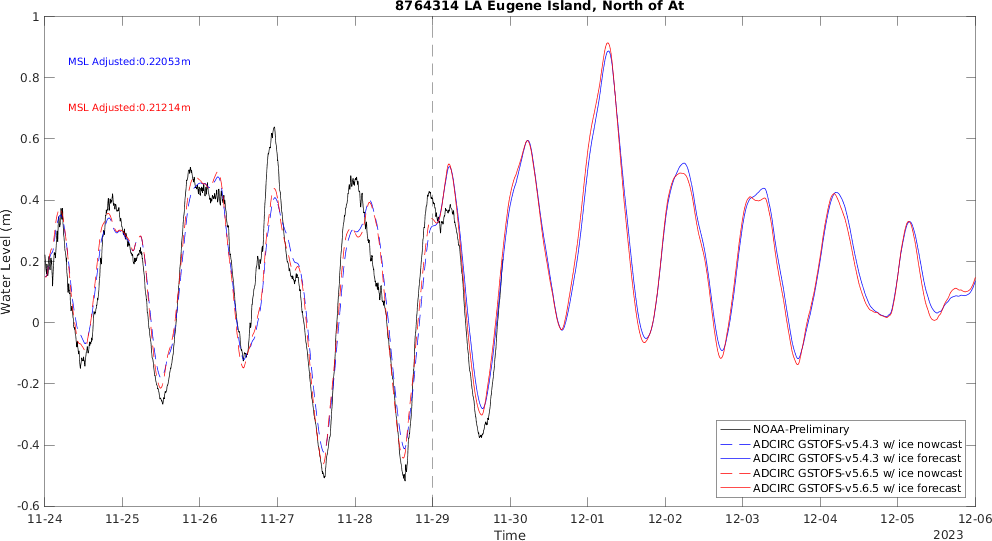 8764314 LA Eugene Island, North of At
MSL Adjusted:0.22053m
MSL Adjusted:0.21214m
Water Level (m)
1
0.8
0.6
0.4
0.2
0
-0.2
-0.4
-0.6
NOAA-Preliminary
ADCIRC GSTOFS-v5.4.3 w/ ice nowcast
ADCIRC GSTOFS-v5.4.3 w/ ice forecast
ADCIRC GSTOFS-v5.6.5 w/ ice nowcast
ADCIRC GSTOFS-v5.6.5 w/ ice forecast
11-24 11-25 11-26 11-27 11-28 11-29 11-30 12-01 12-02 12-03 12-04 12-05 12-06
Time
2023